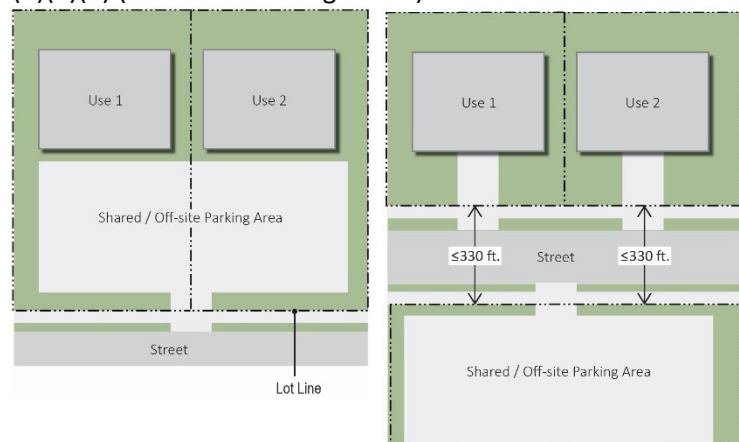 Use 1
Use 2
Shared / Off-site Parking Area
Street
Lot Line
Use 1
Use 2
≤330 ft.
Street
≤330 ft.
Shared / Off-site Parking Area